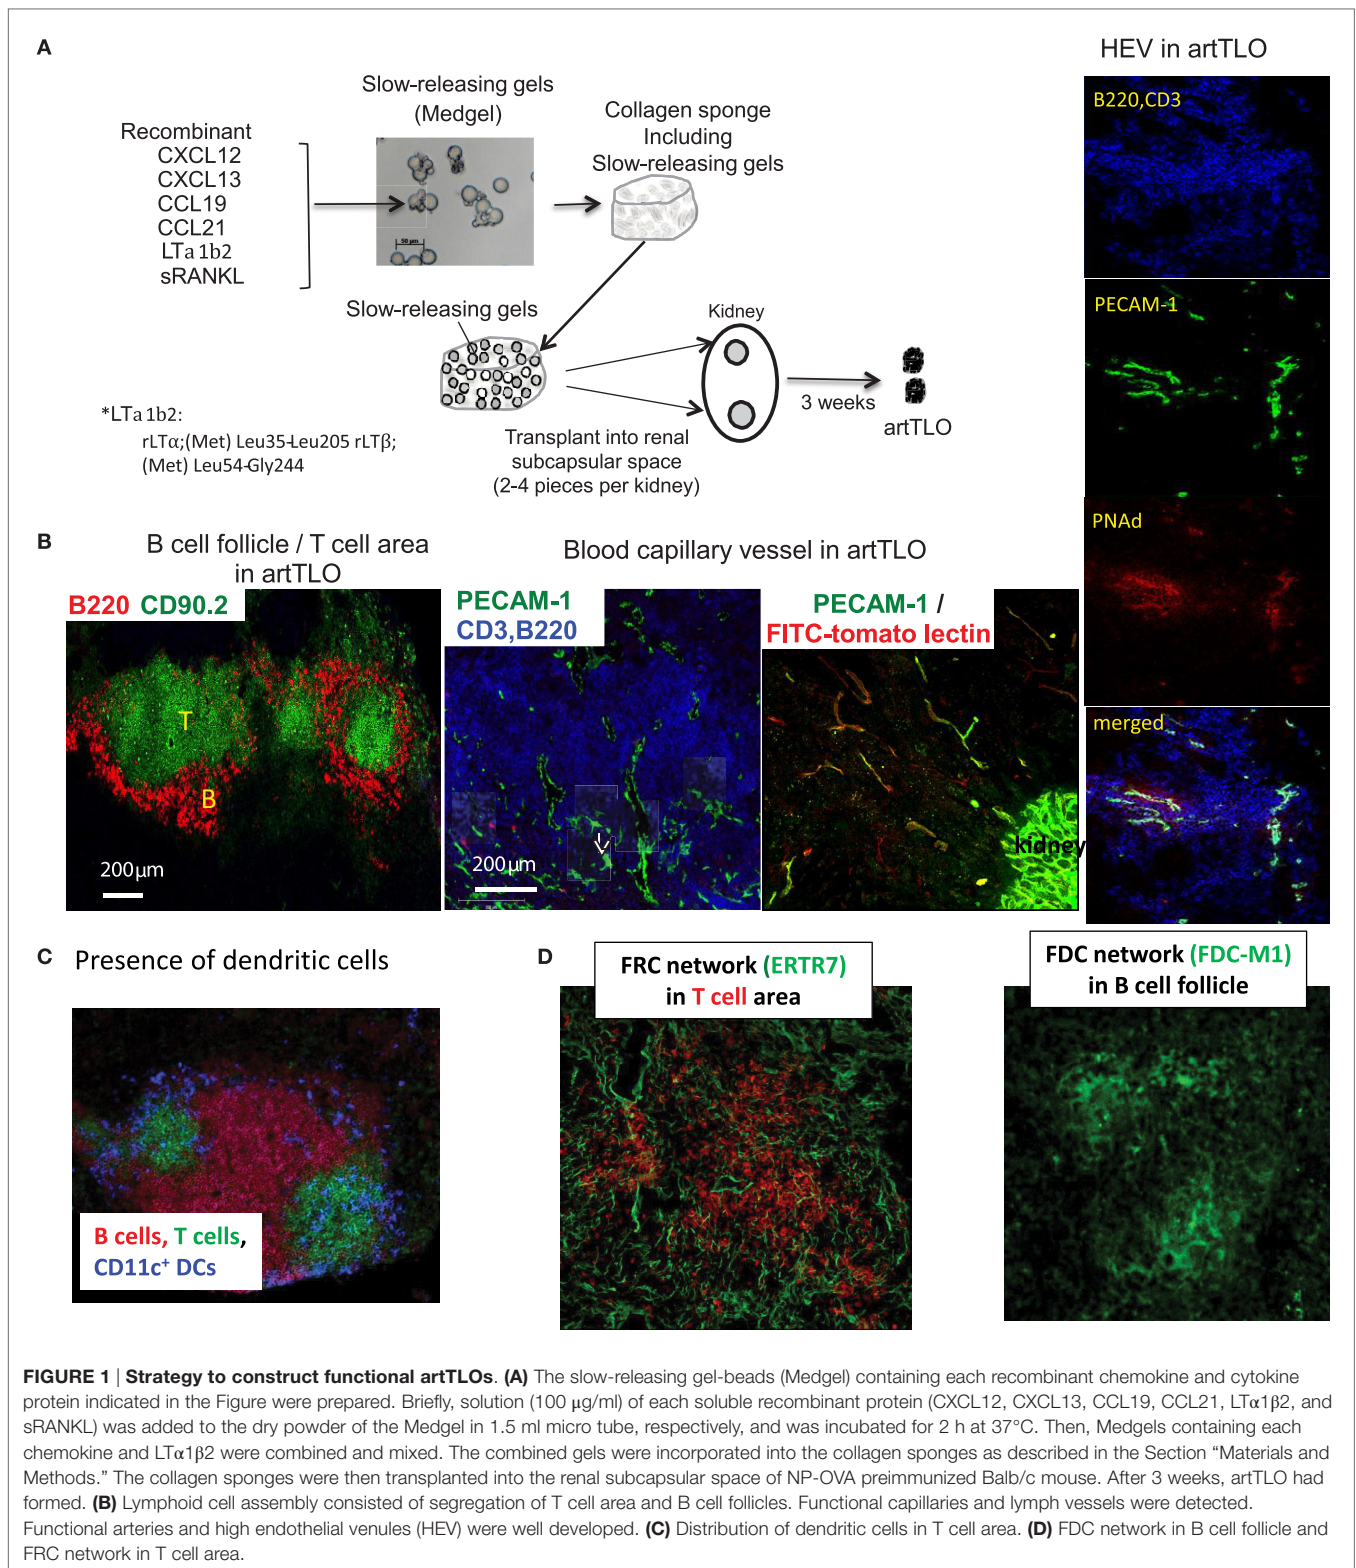 A
Slow-releasing gels
(Medgel)
Recombinant
CXCL12
CXCL13
CCL19
CCL21
LTa 1b2
sRANKL
50 µm
Collagen sponge
Including
Slow-releasing gels
Slow-releasing gels
Kidney
3 weeks
artTLO
Transplant into renal
subcapsular space
(2-4 pieces per kidney)
*LTa 1b2:
rLTα;(Met) Leu35-Leu205 rLTβ;
(Met) Leu54-Gly244
HEV in artTLO
B220,CD3
PECAM-1
PNAd
merged
B
B cell follicle / T cell area
in artTLO
B220 CD90.2
T
B
200µm
Blood capillary vessel in artTLO
PECAM-1
CD3,B220
200µm
PECAM-1 /
FITC-tomato lectin
kidney
C
Presence of dendritic cells
B cells, T cells,
CD11c⁺ DCs
D
FRC network (ERTR7)
in T cell area
FDC network (FDC-M1)
in B cell follicle
FIGURE 1 | Strategy to construct functional artTLOs. (A) The slow-releasing gel-beads (Medgel) containing each recombinant chemokine and cytokine
protein indicated in the Figure were prepared. Briefly, solution (100 µg/ml) of each soluble recombinant protein (CXCL12, CXCL13, CCL19, CCL21, LTα1β2, and
sRANKL) was added to the dry powder of the Medgel in 1.5 ml micro tube, respectively, and was incubated for 2 h at 37°C. Then, Medgels containing each
chemokine and LTα1β2 were combined and mixed. The combined gels were incorporated into the collagen sponges as described in the Section “Materials and
Methods.” The collagen sponges were then transplanted into the renal subcapsular space of NP-OVA preimmunized Balb/c mouse. After 3 weeks, artTLO had
formed. (B) Lymphoid cell assembly consisted of segregation of T cell area and B cell follicles. Functional capillaries and lymph vessels were detected.
Functional arteries and high endothelial venules (HEV) were well developed. (C) Distribution of dendritic cells in T cell area. (D) FDC network in B cell follicle and
FRC network in T cell area.